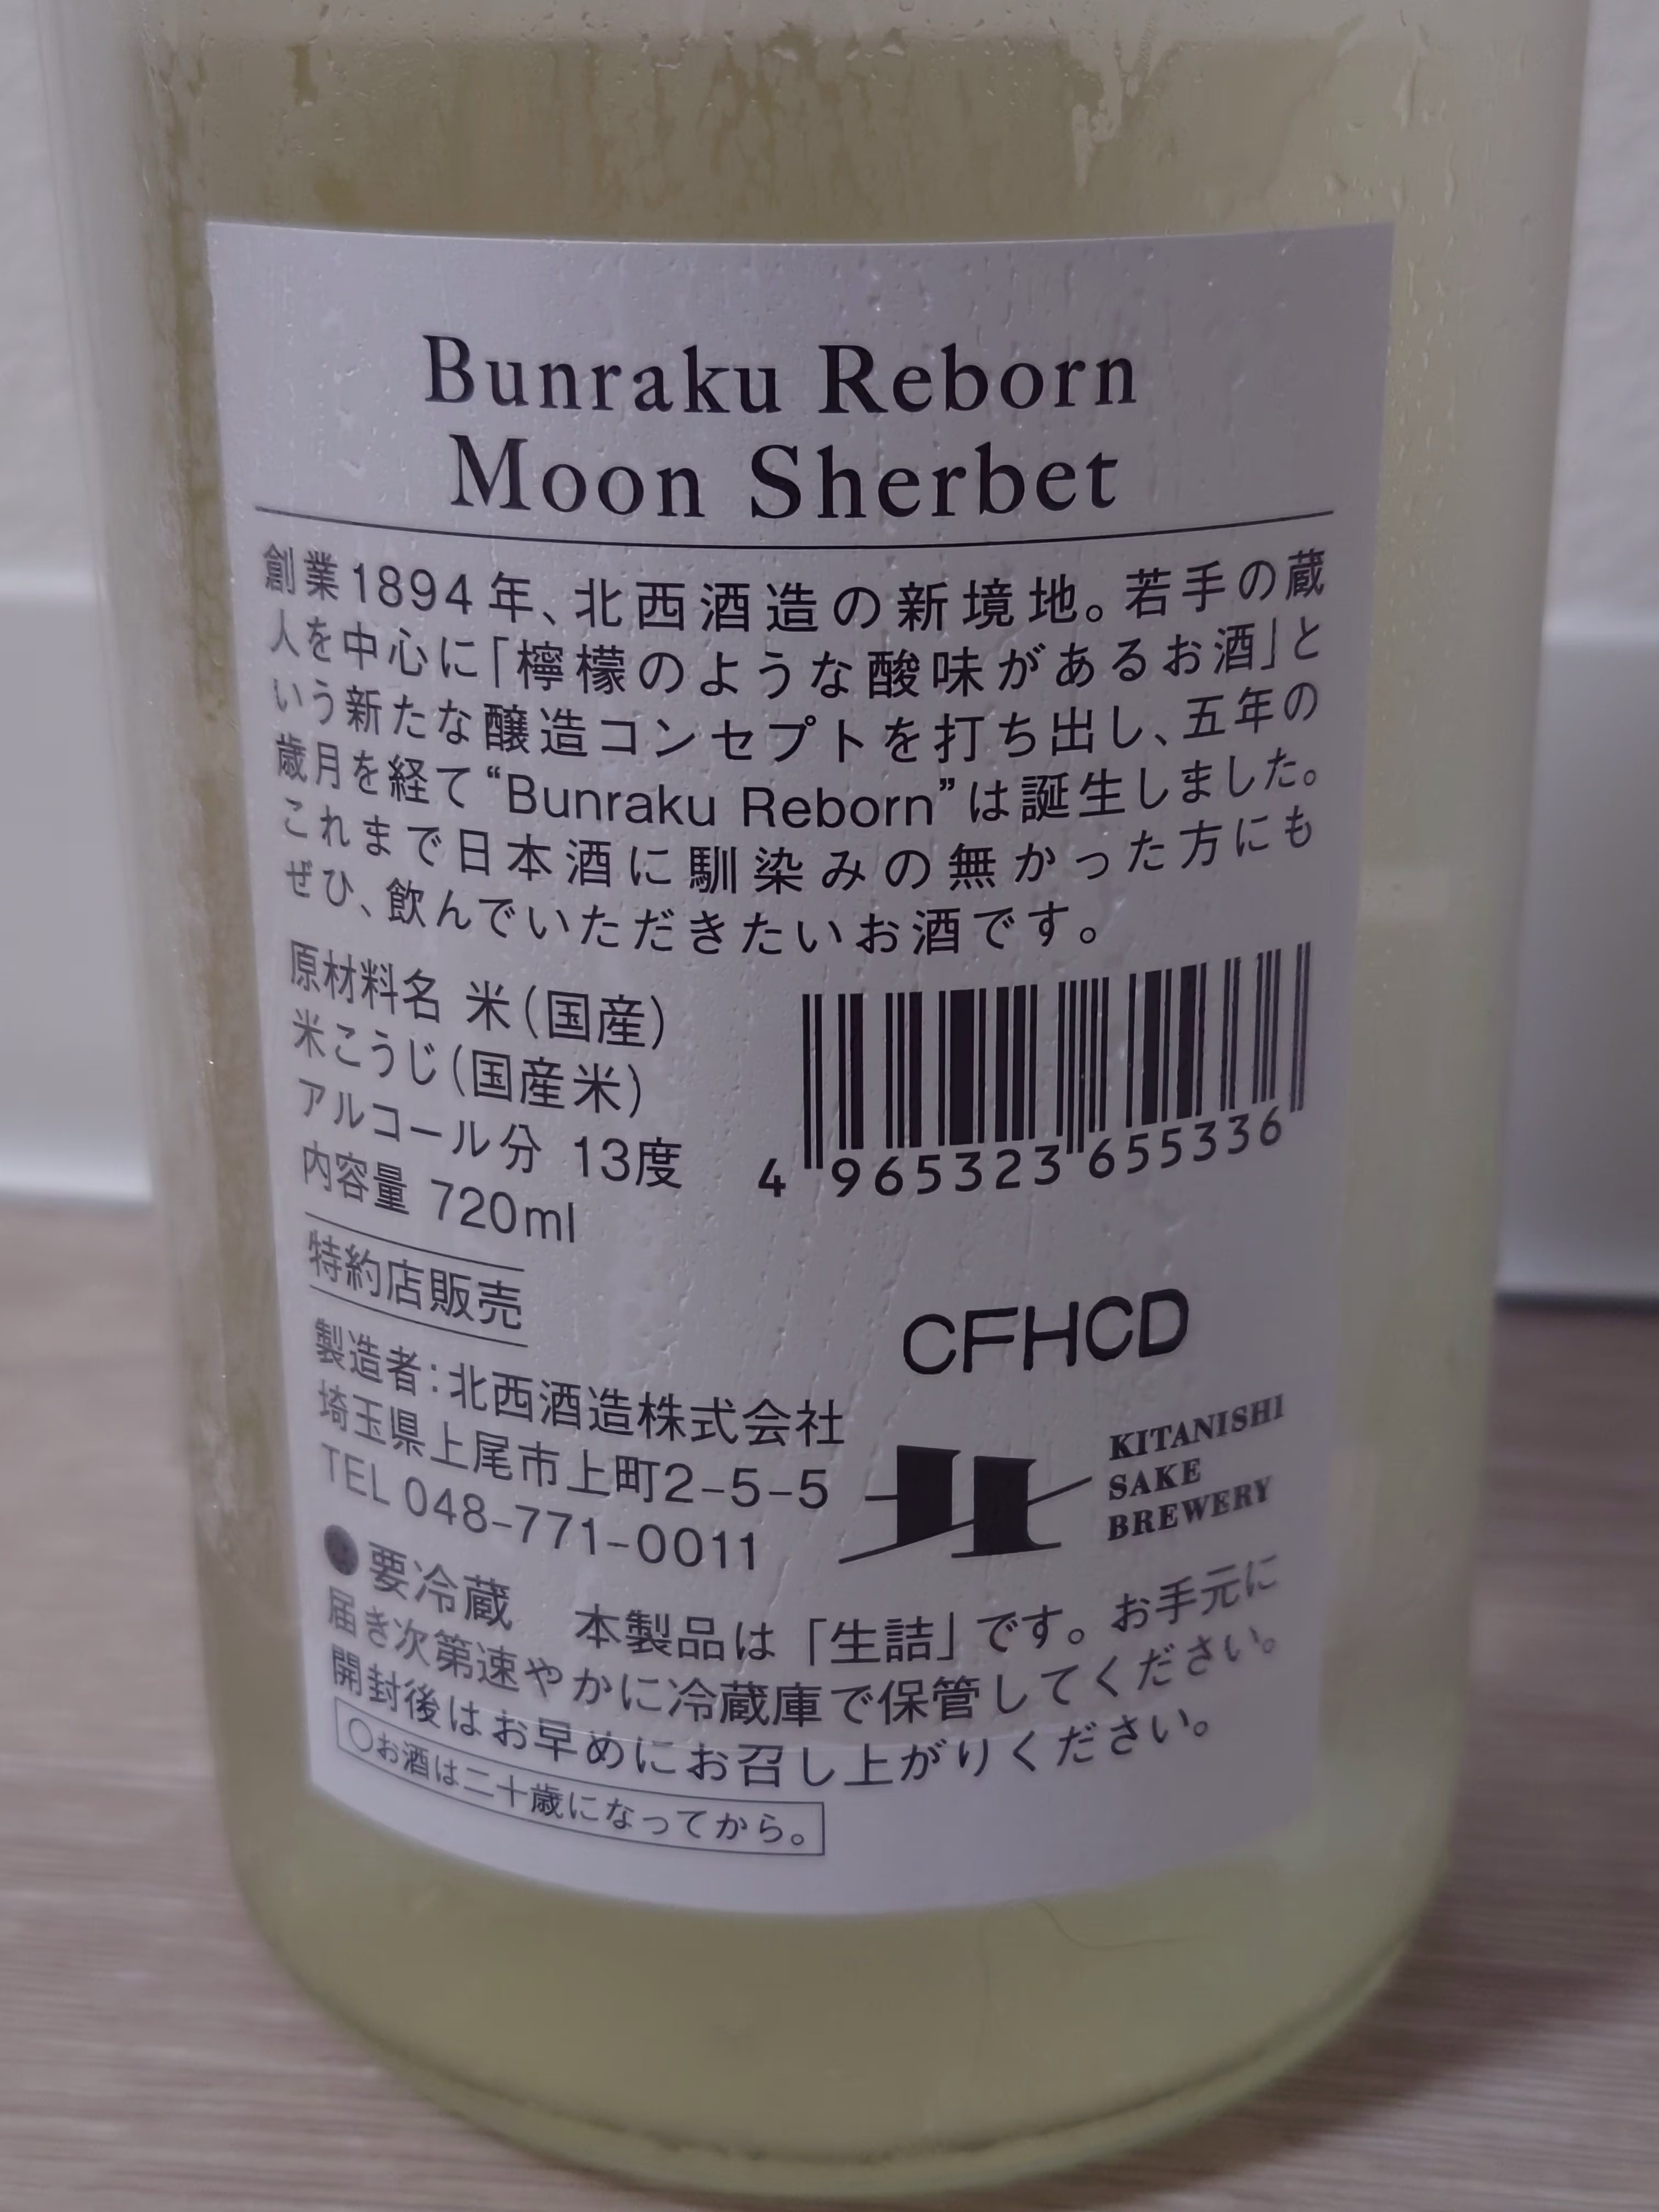 Bunraku Reborn
Moon Sherbet
創業1894年、北西酒造の新境地。若手の蔵
人を中心に「檸檬のような酸味があるお酒」と
いう新たな醸造コンセプトを打ち出し、五年の
歳月を経て“Bunraku Reborn”は誕生しました。
これまで日本酒に馴染みの無かった方にも
ぜひ、飲んでいただきたいお酒です。
原材料名 米(国産)
米こうじ(国産米)
アルコール分 13度
内容量 720ml
4 965323 655336
特約店販売
CFHCD
製造者:北西酒造株式会社
埼玉県上尾市上町2-5-5
TEL 048-771-0011
KITANISHI
SAKE
BREWERY
●要冷蔵 本製品は「生詰」です。お手元に
届き次第速やかに冷蔵庫で保管してください。
開封後はお早めにお召し上がりください。
○お酒は二十歳になってから。